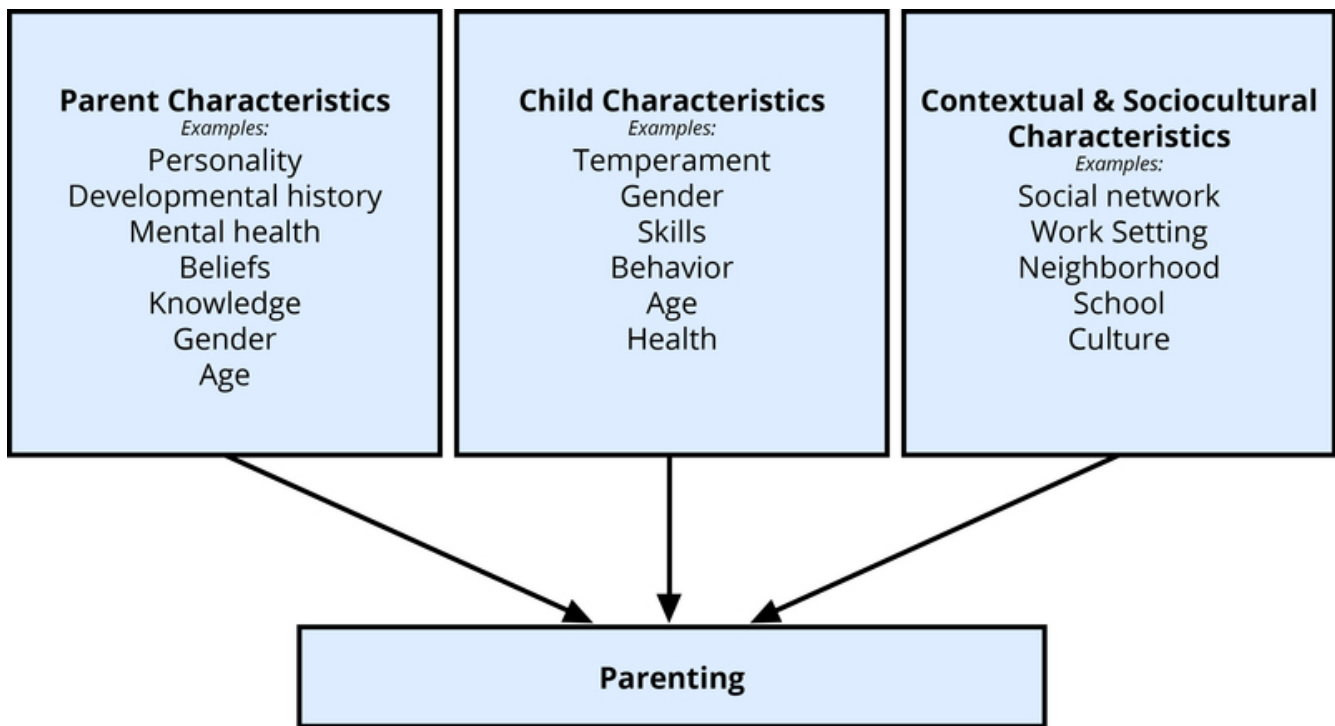 Parent Characteristics
Examples:
Personality
Developmental history
Mental health
Beliefs
Knowledge
Gender
Age
Child Characteristics
Examples:
Temperament
Gender
Skills
Behavior
Age
Health
Contextual & Sociocultural
Characteristics
Examples:
Social network
Work Setting
Neighborhood
School
Culture
Parenting